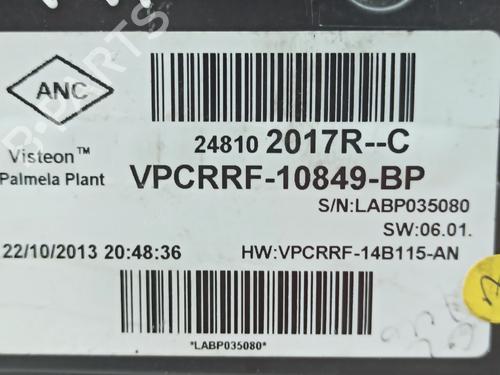 ANC
24810 2017R--C
Visteon™
Palmela Plant
VPCRRF-10849-BP
S/N:LABP035080
SW:06.01.
22/10/2013 20:48:36
HW:VPCRRF-14B115-AN
*LABP035080*